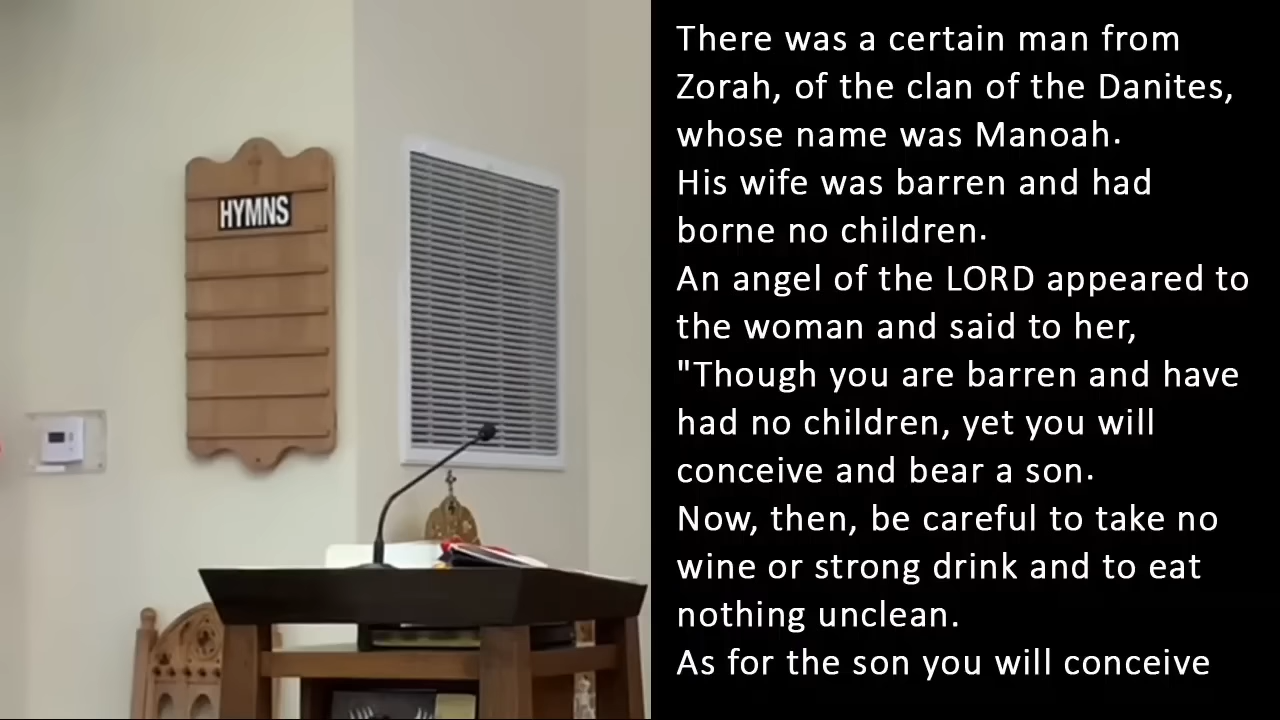 HYMNS
There was a certain man from
Zorah, of the clan of the Danites,
whose name was Manoah.
His wife was barren and had
borne no children.
An angel of the LORD appeared to
the woman and said to her,
"Though you are barren and have
had no children, yet you will
conceive and bear a son.
Now, then, be careful to take no
wine or strong drink and to eat
nothing unclean.
As for the son you will conceive